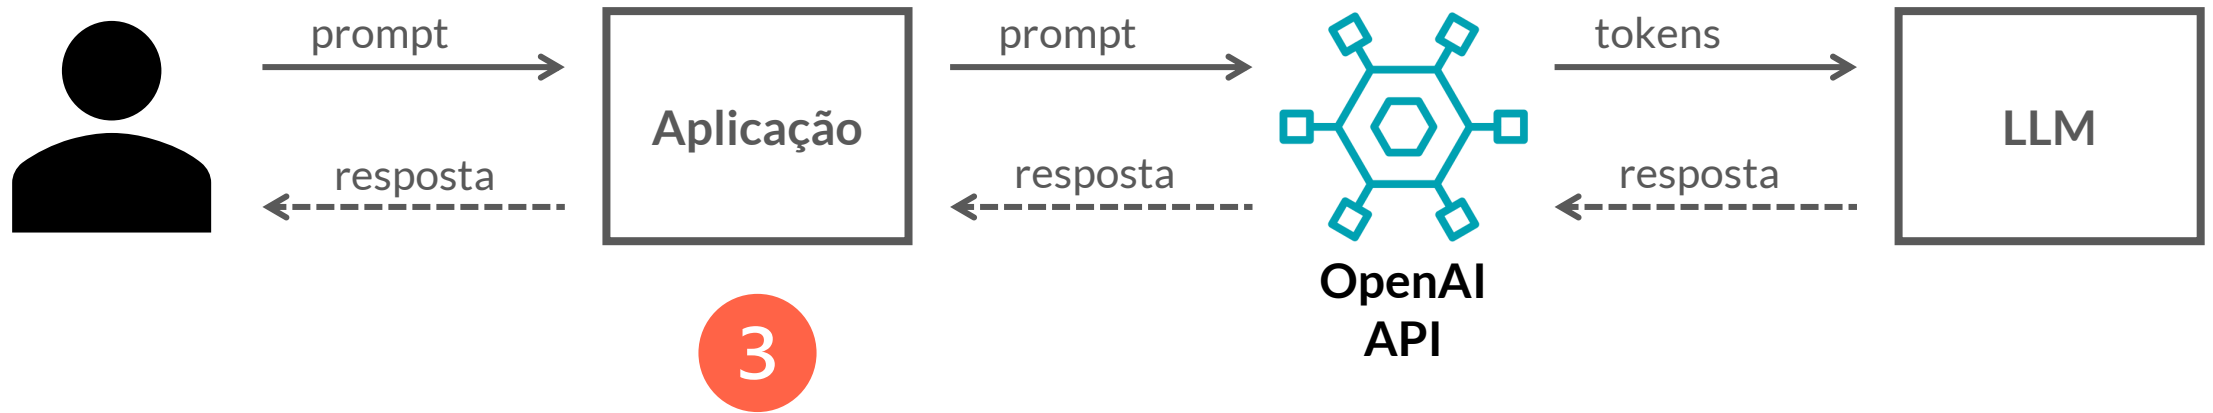 prompt
prompt
tokens
Aplicação
LLM
resposta
resposta
resposta
OpenAI
API
3